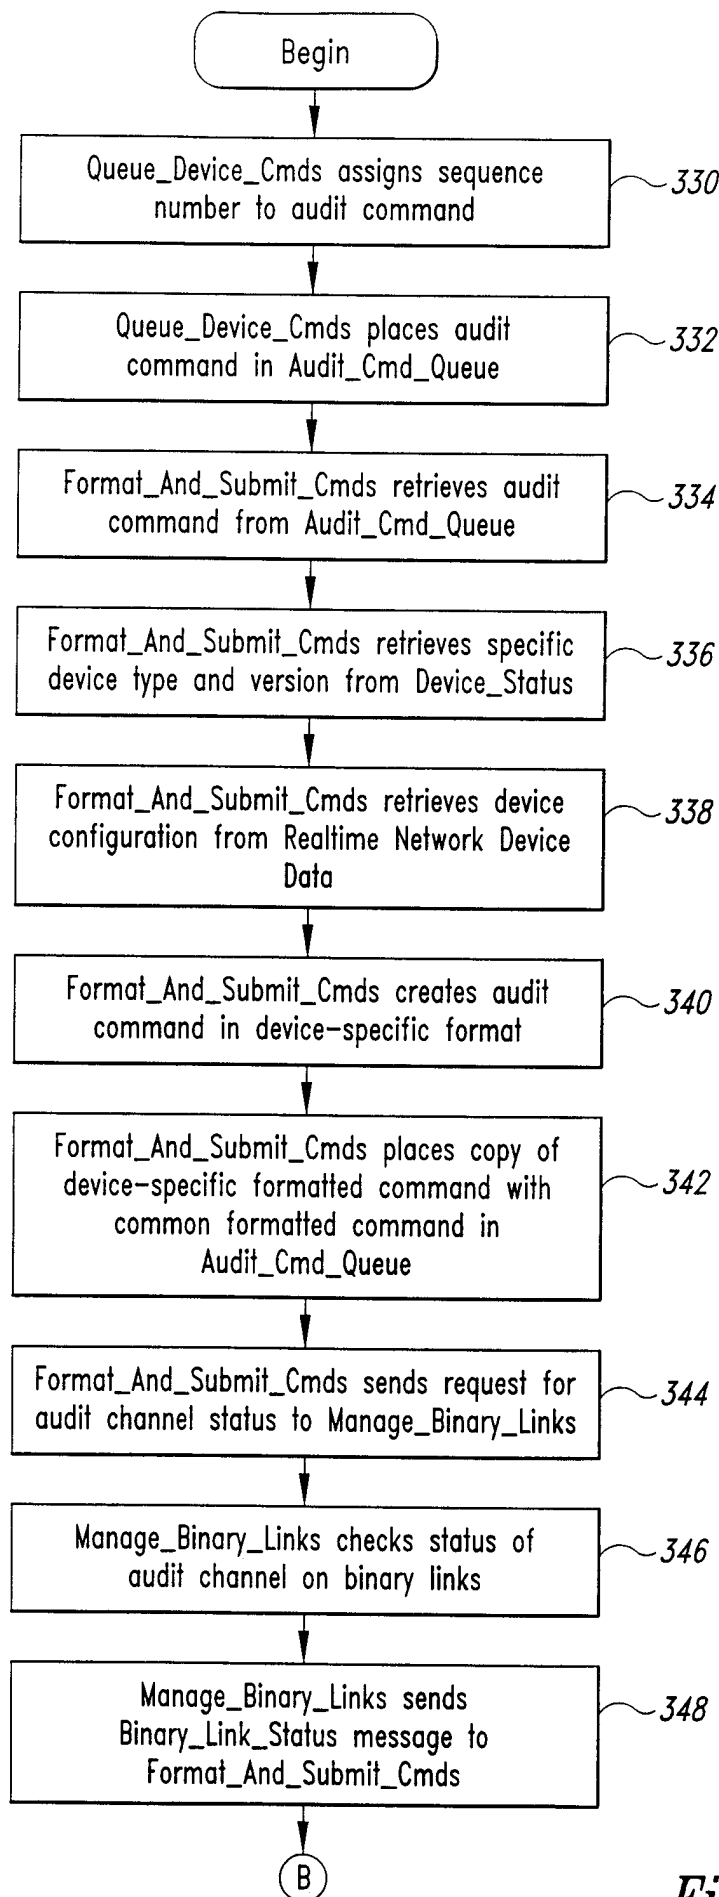 Begin
Queue_Device_Cmds assigns sequence
number to audit command
330
Queue_Device_Cmds places audit
command in Audit_Cmd_Queue
332
Format_And_Submit_Cmds retrieves audit
command from Audit_Cmd_Queue
334
Format_And_Submit_Cmds retrieves specific
device type and version from Device_Status
336
Format_And_Submit_Cmds retrieves device
configuration from Realtime Network Device
Data
338
Format_And_Submit_Cmds creates audit
command in device-specific format
340
Format_And_Submit_Cmds places copy of
device-specific formatted command with
common formatted command in
Audit_Cmd_Queue
342
Format_And_Submit_Cmds sends request for
audit channel status to Manage_Binary_Links
344
Manage_Binary_Links checks status of
audit channel on binary links
346
Manage_Binary_Links sends
Binary_Link_Status message to
Format_And_Submit_Cmds
348
B